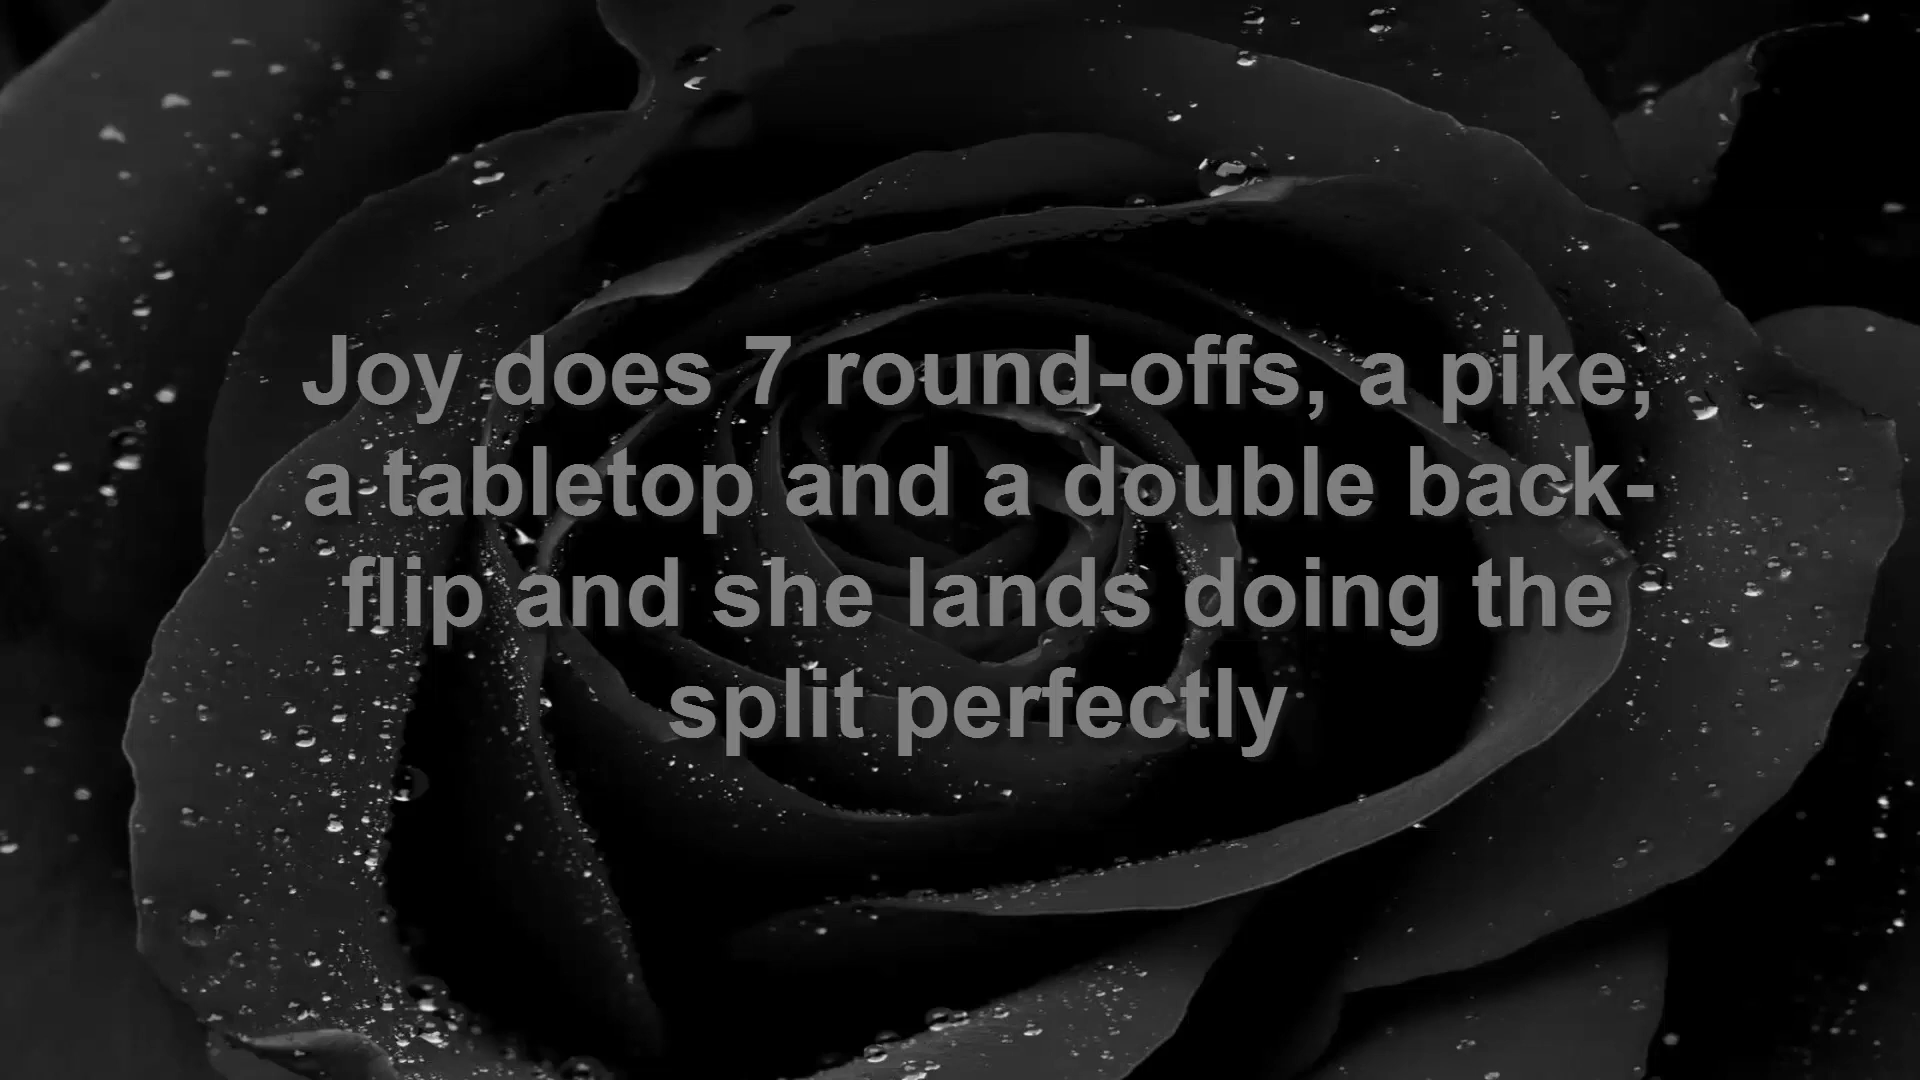 Joy does 7 round-offs, a pike,
a tabletop and a double back-
flip and she lands doing the
split perfectly